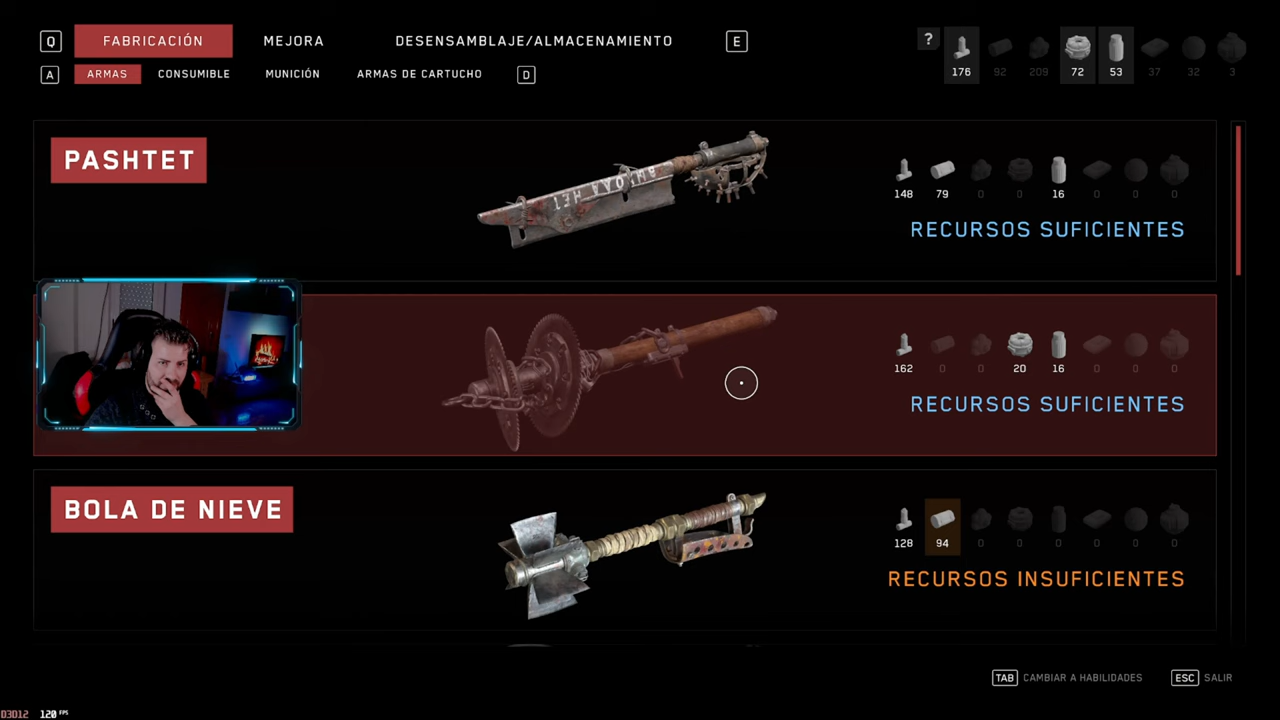 Q FABRICACIÓN MEJORA DESENSAMBLAJE/ALMACENAMIENTO E
A ARMAS CONSUMIBLE MUNICIÓN ARMAS DE CARTUCHO D
?
176 92 209 72 53 37 32 3
PASHTET
148 79 0 0 16 0 0 0
RECURSOS SUFICIENTES
162 0 0 20 16 0 0 0
RECURSOS SUFICIENTES
BOLA DE NIEVE
128 94 0 0 0 0 0 0
RECURSOS INSUFICIENTES
TAB CAMBIAR A HABILIDADES ESC SALIR
D3D12 120 FPS